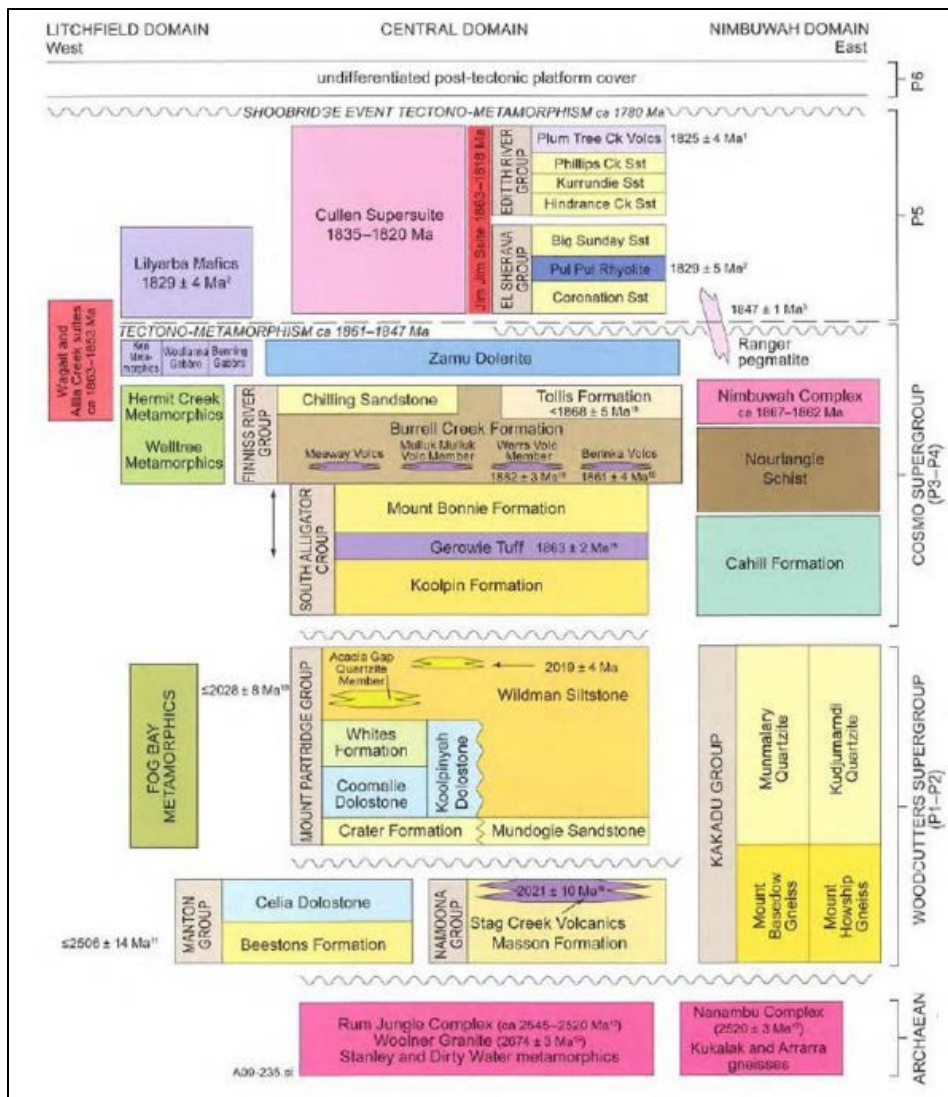 LITCHFIELD DOMAIN
West
CENTRAL DOMAIN
NIMBUWAH DOMAIN
East
undifferentiated post-tectonic platform cover
P6
SHOOBRIDGE EVENT TECTONO-METAMORPHISM ca 1780 Ma
Cullen Supersuite
1835–1820 Ma
Jim Jim Suite 1863–1818 Ma
EDITH RIVER
GROUP
Plum Tree Ck Volcs
1825 ± 4 Ma¹
Phillips Ck Sst
Kurrundie Sst
Hindrance Ck Sst
EL SHERANA
GROUP
Big Sunday Sst
Pul Pul Rhyolite
1829 ± 5 Ma²
Coronation Sst
P5
Lilyarba Mafics
1829 ± 4 Ma²
Wagait and
Allia Creek suites
ca 1863–1853 Ma
1847 ± 1 Ma³
TECTONO-METAMORPHISM ca 1861–1847 Ma
Ranger
pegmatite
Meta-
morphics
Woolianna
Gabbro
Benning
Gabbro
Zamu Dolerite
Hermit Creek
Metamorphics
Welltree
Metamorphics
FINNISS RIVER
GROUP
Chilling Sandstone
Tollis Formation
<1868 ± 5 Ma
Burrell Creek Formation
Meeway Volcs
Mulluk Mulluk
Volc Member
Warrs Volc
Member
1882 ± 3 Ma
Berinka Volcs
1861 ± 4 Ma
Nimbuwah Complex
ca 1867–1862 Ma
Nourlangie
Schist
Cahill Formation
SOUTH ALLIGATOR
GROUP
Mount Bonnie Formation
Gerowie Tuff
1863 ± 2 Ma
Koolpin Formation
COSMO SUPERGROUP
(P3–P4)
FOG BAY
METAMORPHICS
≤2028 ± 8 Ma
MOUNT PARTRIDGE GROUP
Acacia Gap
Quartzite
Member
2019 ± 4 Ma
Wildman Siltstone
Whites
Formation
Coomalie
Dolostone
Koolpinyah
Dolostone
Crater Formation
Mundogie Sandstone
KAKADU GROUP
Munmalary
Quartzite
Kudjumarndi
Quartzite
Mount
Basedow
Gneiss
Mount
Howship
Gneiss
WOODCUTTERS SUPERGROUP
(P1–P2)
≤2506 ± 14 Ma¹¹
MANTON
GROUP
Celia Dolostone
Beestons Formation
NAMOONA
GROUP
2021 ± 10 Ma
Stag Creek Volcanics
Masson Formation
Rum Jungle Complex (ca 2545–2520 Ma)
Woolner Granite (2674 ± 3 Ma)
Stanley and Dirty Water metamorphics
Nanambu Complex
(2520 ± 3 Ma)
Kukalak and Arrarra
gneisses
ARCHAEAN
A09-235.ai